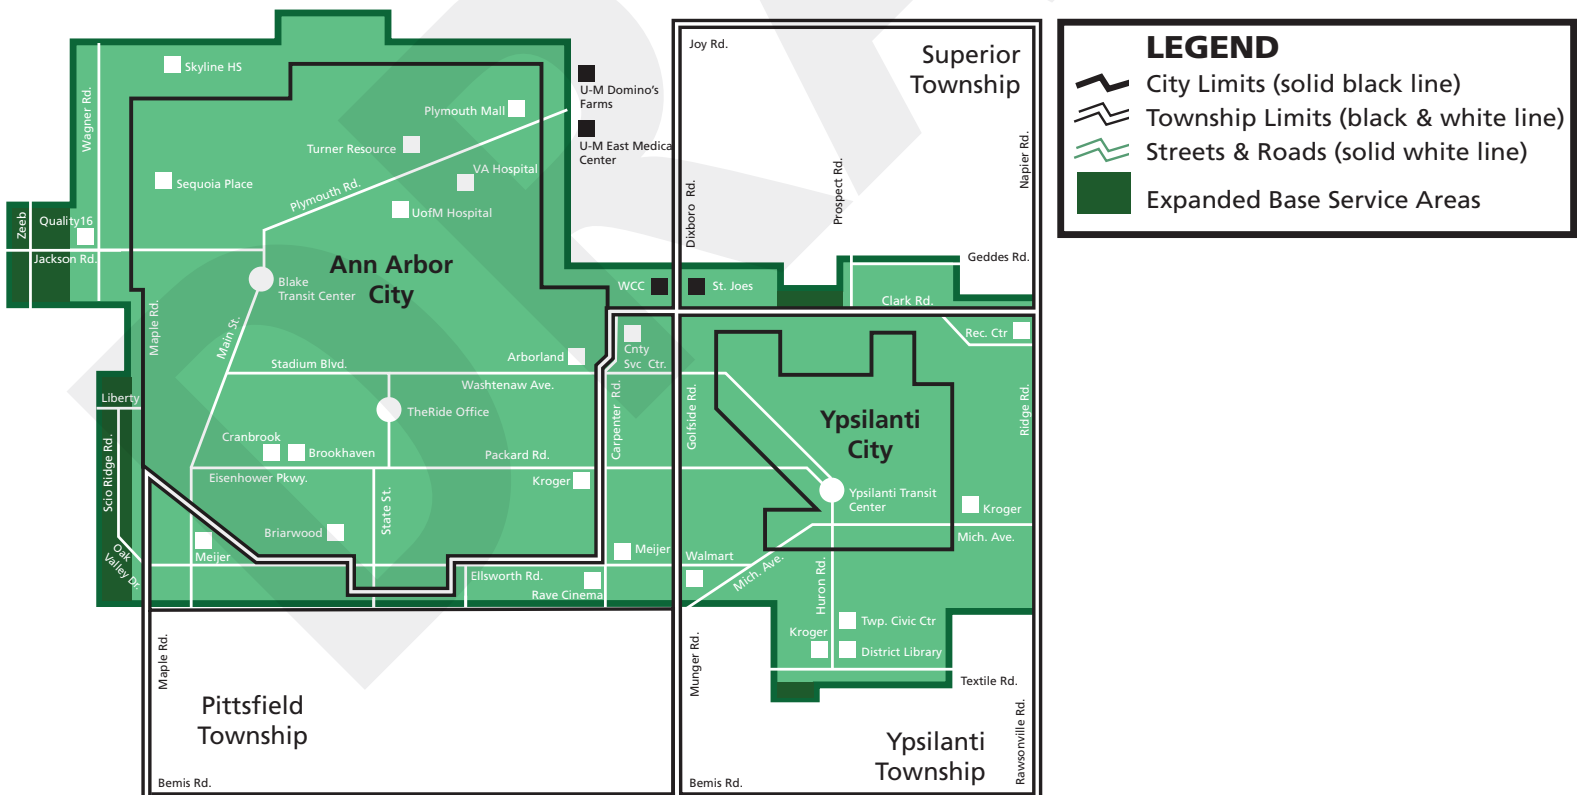 Joy Rd.
Superior
Township
LEGEND
City Limits (solid black line)
Township Limits (black & white line)
Streets & Roads (solid white line)
Expanded Base Service Areas
Skyline HS
Wagner Rd.
U-M Domino's
Farms
Plymouth Mall
U-M East Medica
Center
Turner Resource
VA Hospital
Sequoia Place
Plymouth Rd.
UofM Hospital
Napier Rd.
Prospect Rd.
Dixboro Rd.
Zeeb
Quality16
Jackson Rd.
Ann Arbor
City
Blake
Transit Center
WCC
St. Joes
Geddes Rd.
Clark Rd.
Maple Rd.
Main St.
Rec. Ctr
Cnty
Svc Ctr.
Arborland
Stadium Blvd.
Washtenaw Ave.
Liberty
TheRide Office
Carpenter Rd.
Golfside Rd.
Ypsilanti
City
Ridge Rd.
Scio Ridge Rd.
Cranbrook
Brookhaven
Packard Rd.
Eisenhower Pkwy.
Kroger
State St.
Ypsilanti Transit
Center
Kroger
Briarwood
Meijer
Meijer
Mich. Ave.
Oak
Valley Dr.
Walmart
Mich. Ave.
Ellsworth Rd.
Rave Cinema
Huron Rd.
Twp. Civic Ctr
Kroger
District Library
Maple Rd.
Munger Rd.
Textile Rd.
Pittsfield
Township
Rawsonville Rd.
Ypsilanti
Township
Bemis Rd.
Bemis Rd.
DRA